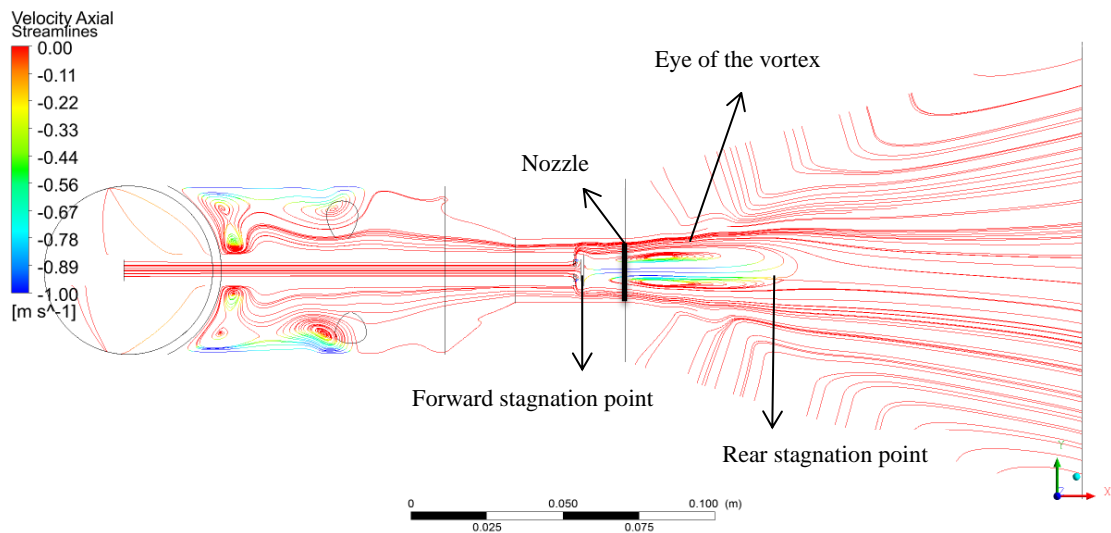 Velocity Axial
Streamlines
0.00
-0.11
-0.22
-0.33
-0.44
-0.56
-0.67
-0.78
-0.89
-1.00
[m s^-1]
Eye of the vortex
Nozzle
Forward stagnation point
Rear stagnation point
0 0.050 0.100 (m)
0.025 0.075
Y
Z X